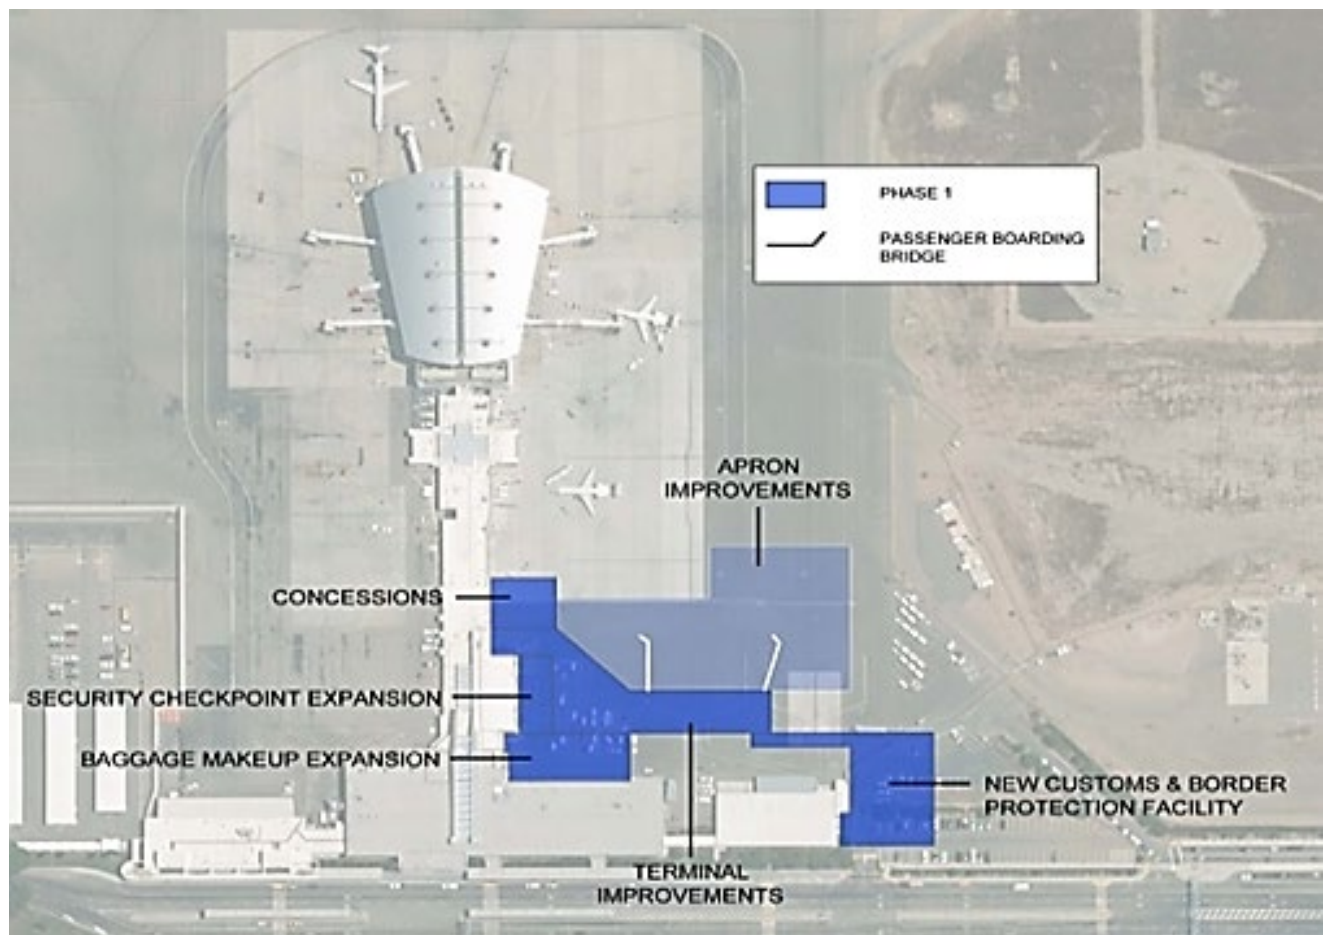 PHASE 1
PASSENGER BOARDING
BRIDGE
APRON
IMPROVEMENTS
CONCESSIONS
SECURITY CHECKPOINT EXPANSION
BAGGAGE MAKEUP EXPANSION
NEW CUSTOMS & BORDER
PROTECTION FACILITY
TERMINAL
IMPROVEMENTS